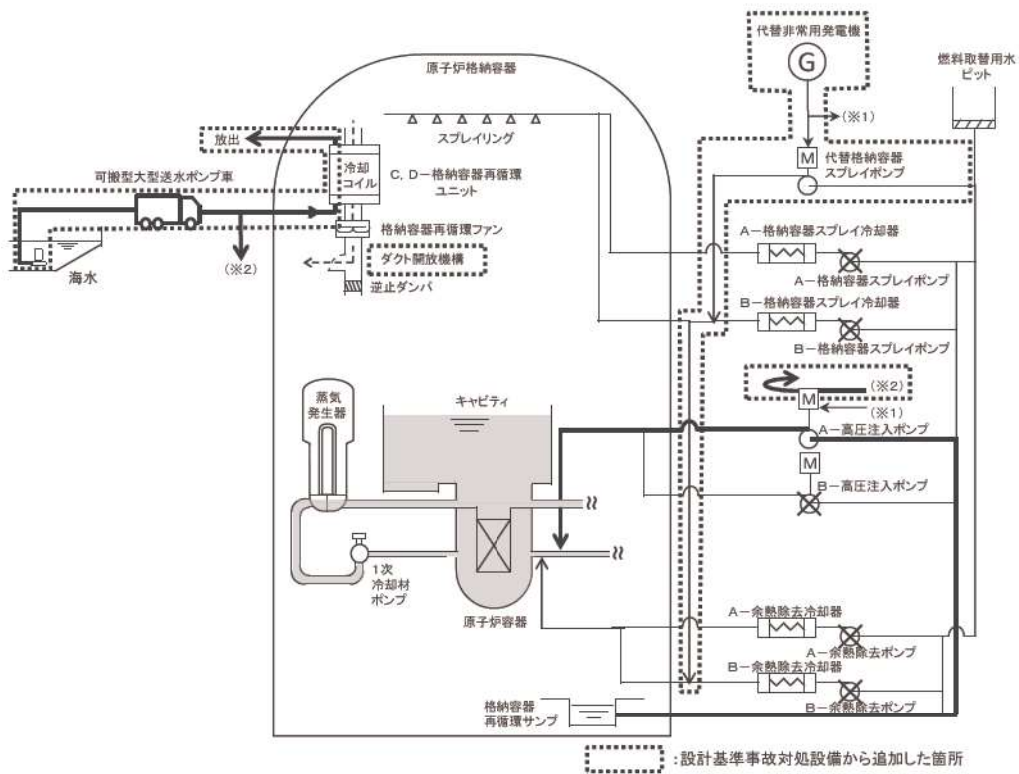 代替非常用発電機
G
燃料取替用水
ピット
(※1)
原子炉格納容器
スプレイリング
放出
冷却
コイル
C, D－格納容器再循環
ユニット
M
代替格納容器
スプレイポンプ
可搬型大型送水ポンプ車
格納容器再循環ファン
(※2)
ダクト開放機構
海水
逆止ダンパ
A－格納容器スプレイ冷却器
A－格納容器スプレイポンプ
B－格納容器スプレイ冷却器
B－格納容器スプレイポンプ
(※2)
M
(※1)
A－高圧注入ポンプ
M
B－高圧注入ポンプ
蒸気
発生器
キャビティ
1次
冷却材
ポンプ
原子炉容器
A－余熱除去冷却器
A－余熱除去ポンプ
B－余熱除去冷却器
B－余熱除去ポンプ
格納容器
再循環サンプ
：設計基準事故対処設備から追加した箇所